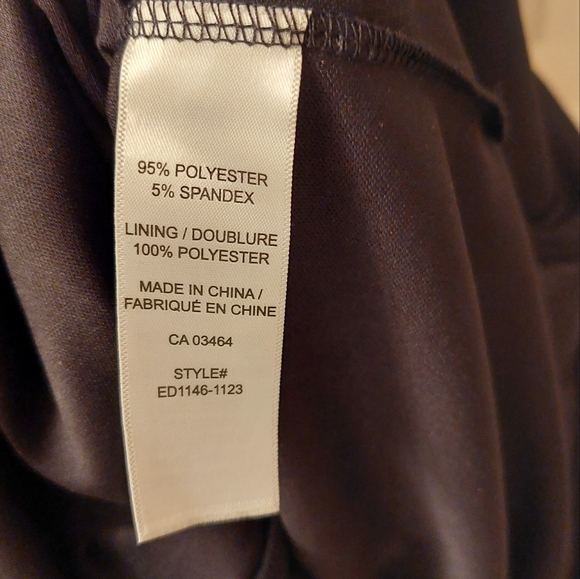 95% POLYESTER
5% SPANDEX
LINING / DOUBLURE
100% POLYESTER
MADE IN CHINA /
FABRIQUÉ EN CHINE
CA 03464
STYLE#
ED1146-1123